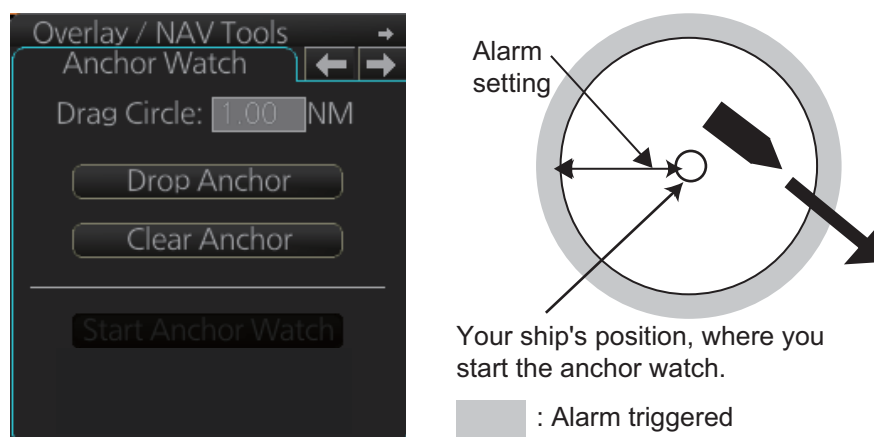 Overlay / NAV Tools
Anchor Watch
Drag Circle: 1.00 NM
Drop Anchor
Clear Anchor
Start Anchor Watch
Alarm
setting
Your ship's position, where you
start the anchor watch.
: Alarm triggered